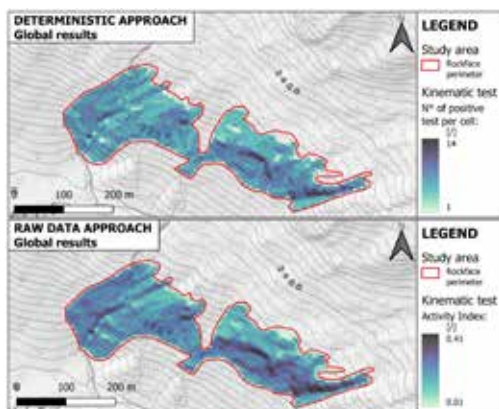 DETERMINISTIC APPROACH
Global results
LEGEND
Study area
Rockface
perimeter
Kinematic test
N° of positive
test per cell:
[/]
14
1
0 100 200 m
RAW DATA APPROACH
Global results
LEGEND
Study area
Rockface
perimeter
Kinematic test
Activity Index:
[/]
0.41
0.01
0 100 200 m